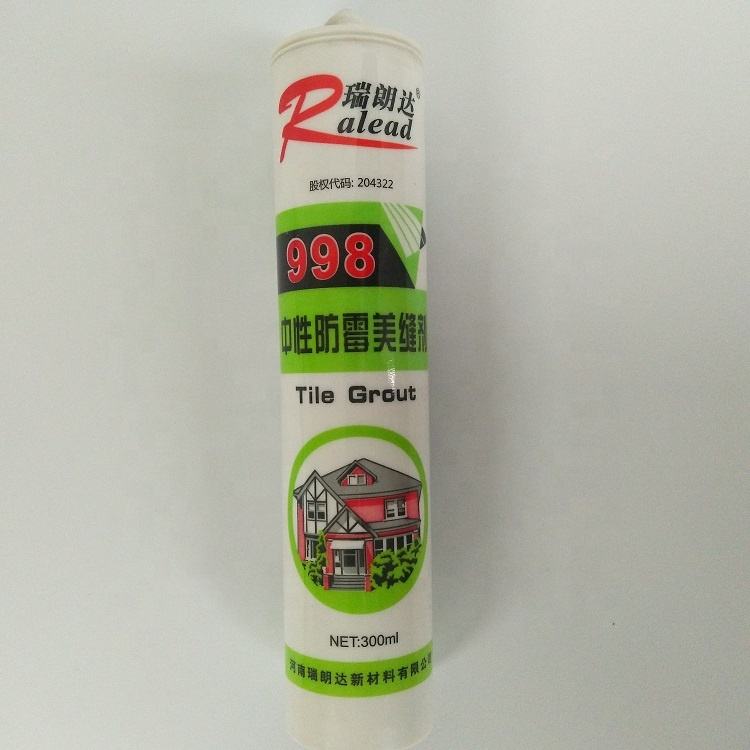 瑞朗达®
Ralead
股权代码: 204322
998
中性防霉美缝剂
Tile Grout
NET:300ml
河南瑞朗达新材料有限公